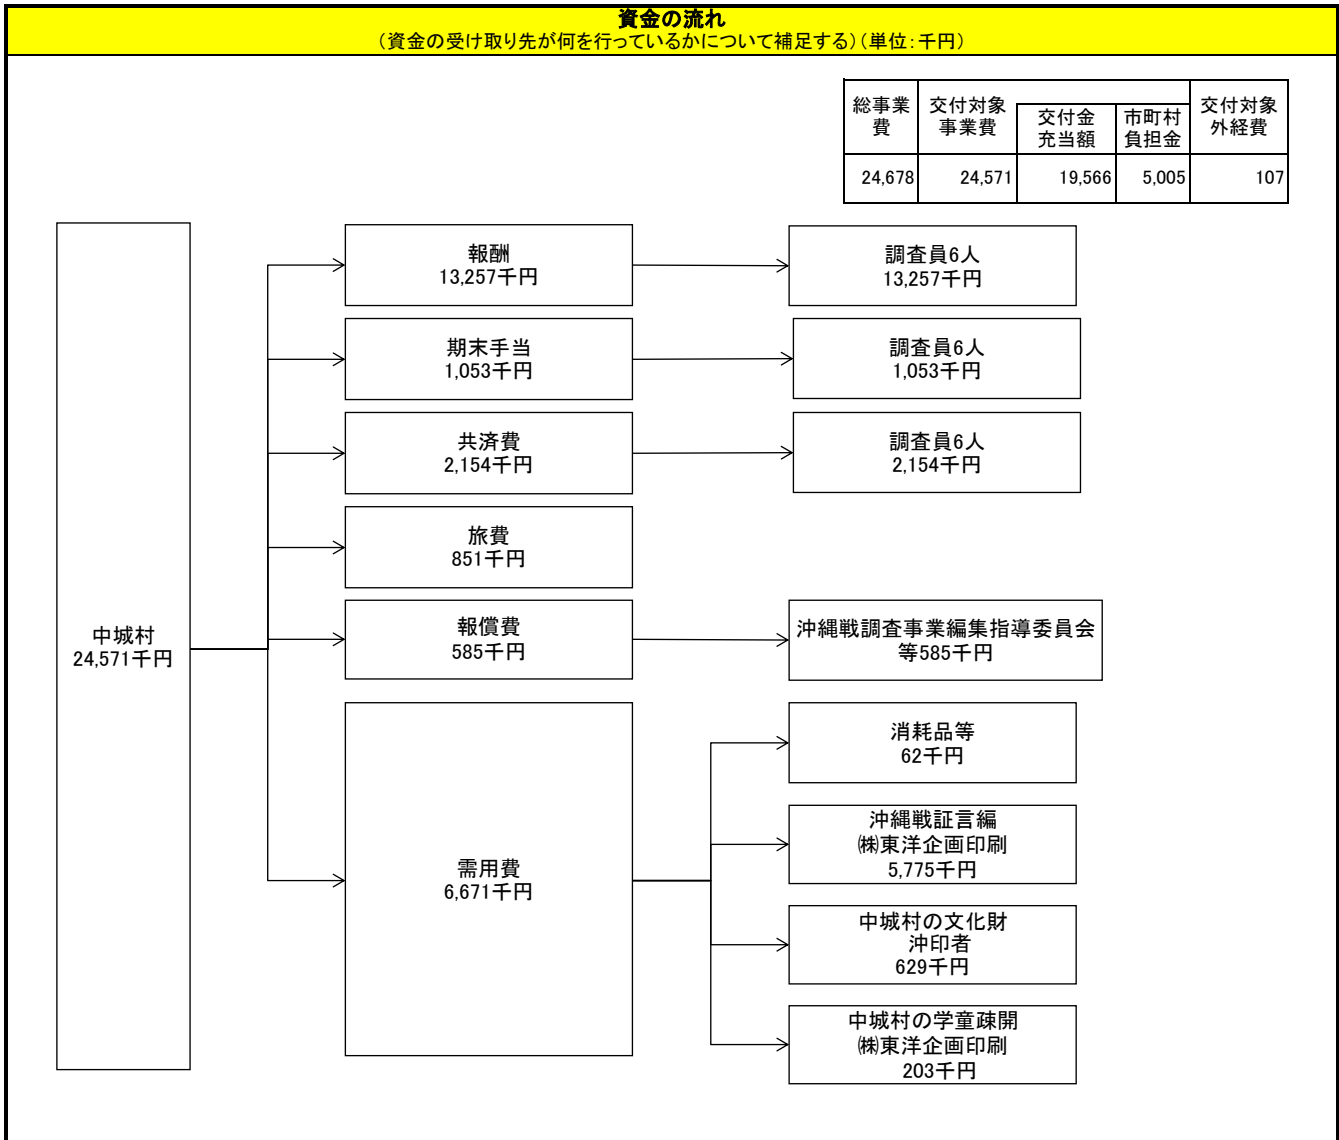 資金の流れ
（資金の受け取り先が何を行っているかについて補足する）（単位：千円）
総事業
費
交付対象
事業費
交付金
充当額
市町村
負担金
交付対象
外経費
24,678
24,571
19,566
5,005
107
中城村
24,571千円
報酬
13,257千円
調査員6人
13,257千円
期末手当
1,053千円
調査員6人
1,053千円
共済費
2,154千円
調査員6人
2,154千円
旅費
851千円
報償費
585千円
沖縄戦調査事業編集指導委員会
等585千円
需用費
6,671千円
消耗品等
62千円
沖縄戦証言編
㈱東洋企画印刷
5,775千円
中城村の文化財
沖印者
629千円
中城村の学童疎開
㈱東洋企画印刷
203千円